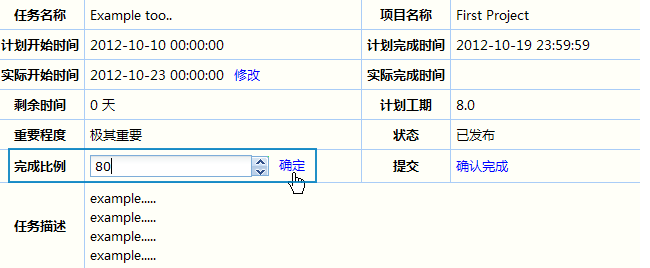 任务名称 Example too.. 项目名称 First Project
计划开始时间 2012-10-10 00:00:00 计划完成时间 2012-10-19 23:59:59
实际开始时间 2012-10-23 00:00:00 修改 实际完成时间
剩余时间 0 天 计划工期 8.0
重要程度 极其重要 状态 已发布
完成比例 80 确定 提交 确认完成
任务描述 example.....
example.....
example.....
example.....